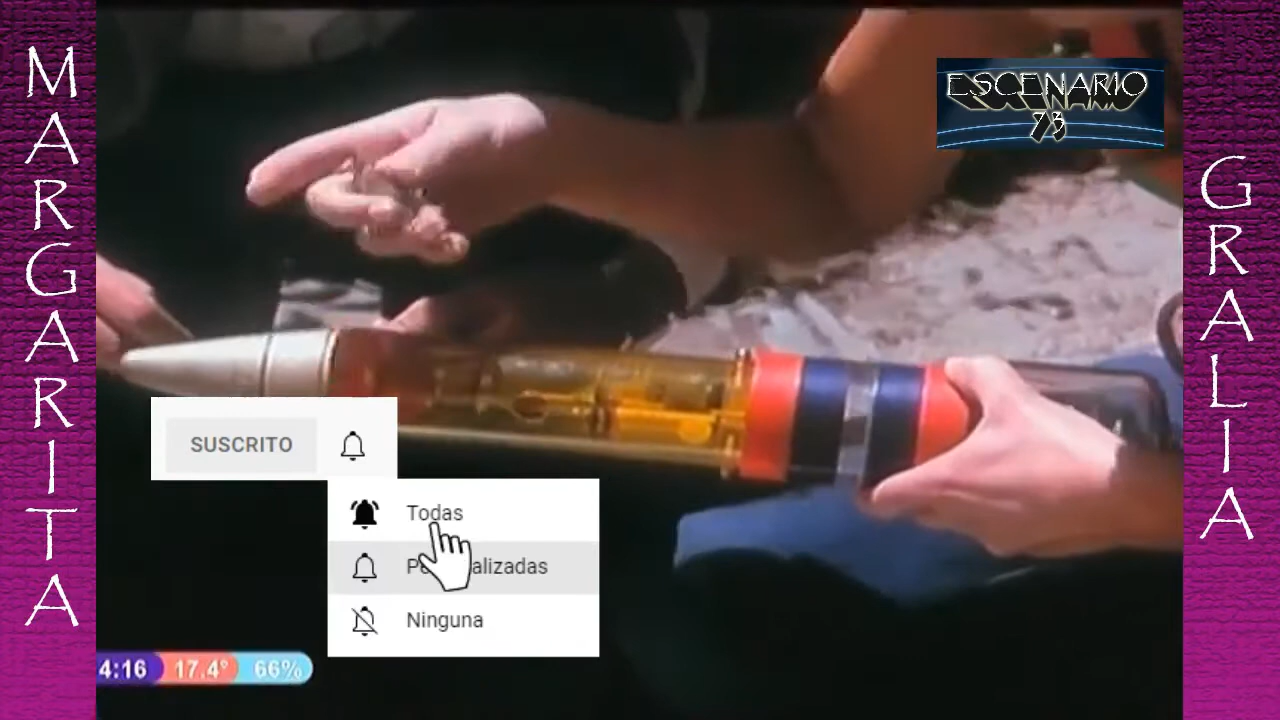 MARGARITA
GRALIA
ESCENARIO
73
SUSCRITO
Todas
Ninguna
4:16 17.4° 66%